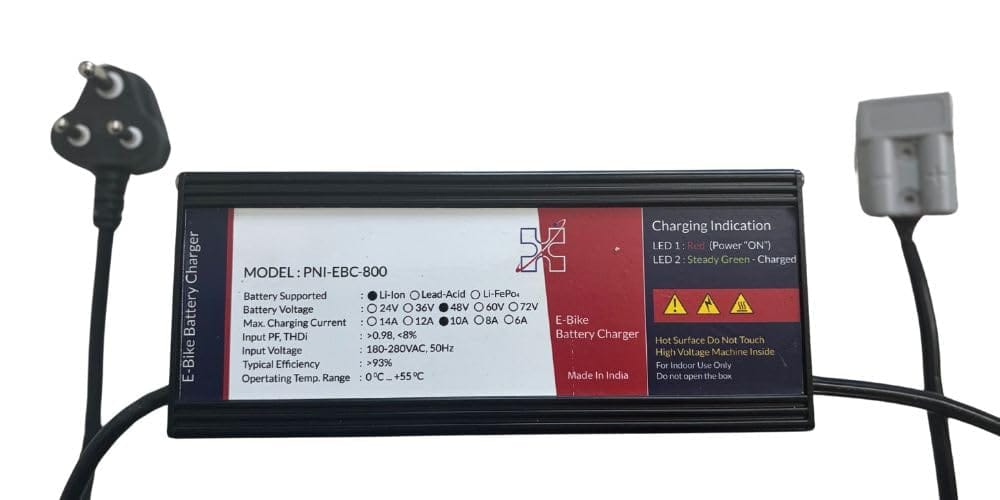 E-Bike Battery Charger
MODEL : PNI-EBC-800
Battery Supported : ● Li-Ion ○ Lead-Acid ○ Li-FePo₄
Battery Voltage : ○ 24V ○ 36V ● 48V ○ 60V ○ 72V
Max. Charging Current : ○ 14A ○ 12A ● 10A ○ 8A ○ 6A
Input PF, THDi : >0.98, <8%
Input Voltage : 180-280VAC, 50Hz
Typical Efficiency : >93%
Opertating Temp. Range : 0 °C ... +55 °C
E-Bike
Battery Charger
Made In India
Charging Indication
LED 1 : Red (Power “ON”)
LED 2 : Steady Green - Charged
Hot Surface Do Not Touch
High Voltage Machine Inside
For Indoor Use Only
Do not open the box